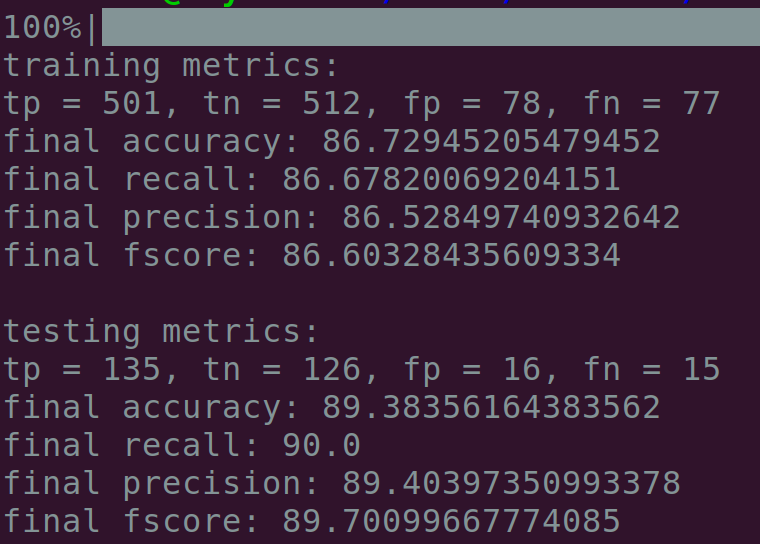 100%|
training metrics:
tp = 501, tn = 512, fp = 78, fn = 77
final accuracy: 86.72945205479452
final recall: 86.67820069204151
final precision: 86.52849740932642
final fscore: 86.60328435609334
testing metrics:
tp = 135, tn = 126, fp = 16, fn = 15
final accuracy: 89.38356164383562
final recall: 90.0
final precision: 89.40397350993378
final fscore: 89.70099667774085